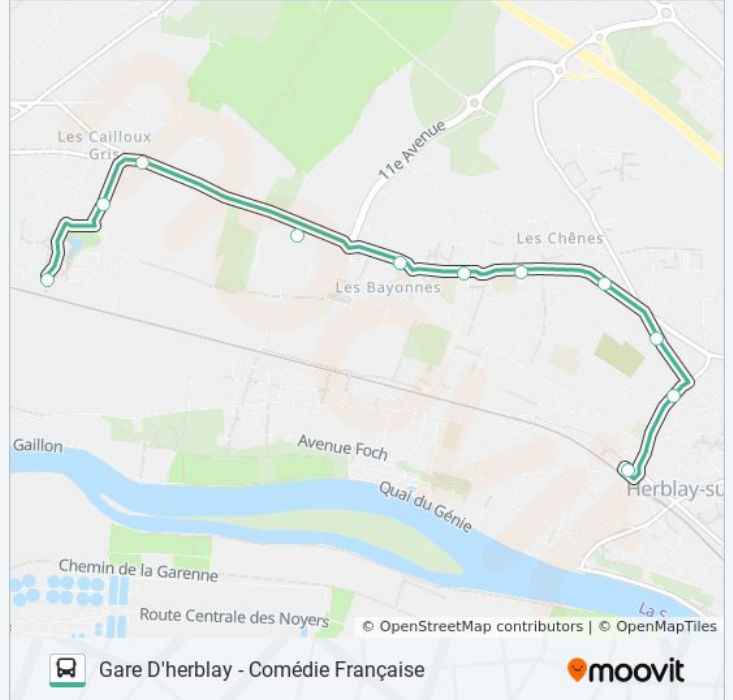 Les Cailloux
Gris
11e Avenue
Les Chênes
Les Bayonnes
Gaillon
Avenue Foch
Quai du Génie
Herblay-su
Chemin de la Garenne
Route Centrale des Noyers
La S
© OpenStreetMap contributors | © OpenMapTiles
Gare D'herblay - Comédie Française
moovit